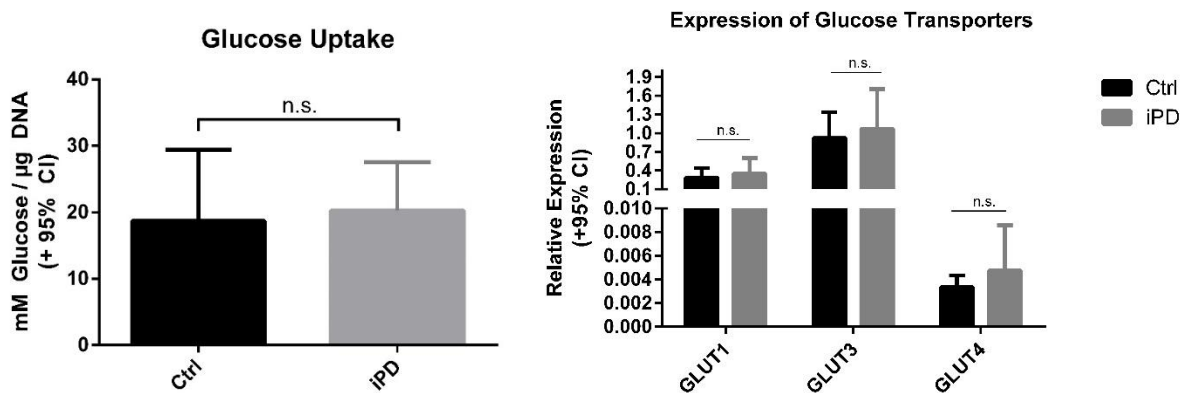 Glucose Uptake
mM Glucose / µg DNA
(+ 95% CI)
40
30
20
10
0
n.s.
Ctrl
iPD
Expression of Glucose Transporters
Relative Expression
(+95% CI)
1.9
1.6
1.3
1.0
0.7
0.4
0.1
0.010
0.008
0.006
0.004
0.002
0.000
n.s.
n.s.
n.s.
GLUT1
GLUT3
GLUT4
Ctrl
iPD